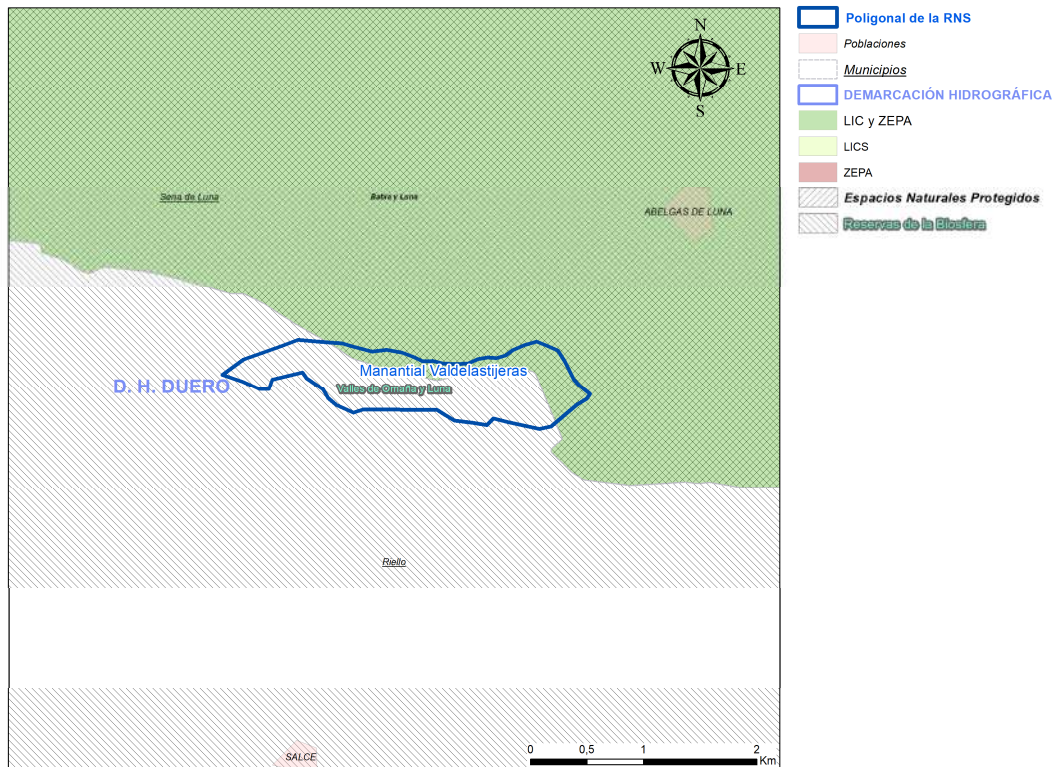 N
W E
S
Sena de Luna
Babia y Luna
ABELGAS DE LUNA
Manantial Valdelastijeras
D. H. DUERO
Valles de Omaña y Luna
Riello
SALCE
0 0,5 1 2
Km
Poligonal de la RNS
Poblaciones
Municipios
DEMARCACIÓN HIDROGRÁFICA
LIC y ZEPA
LICS
ZEPA
Espacios Naturales Protegidos
Reservas de la Biosfera